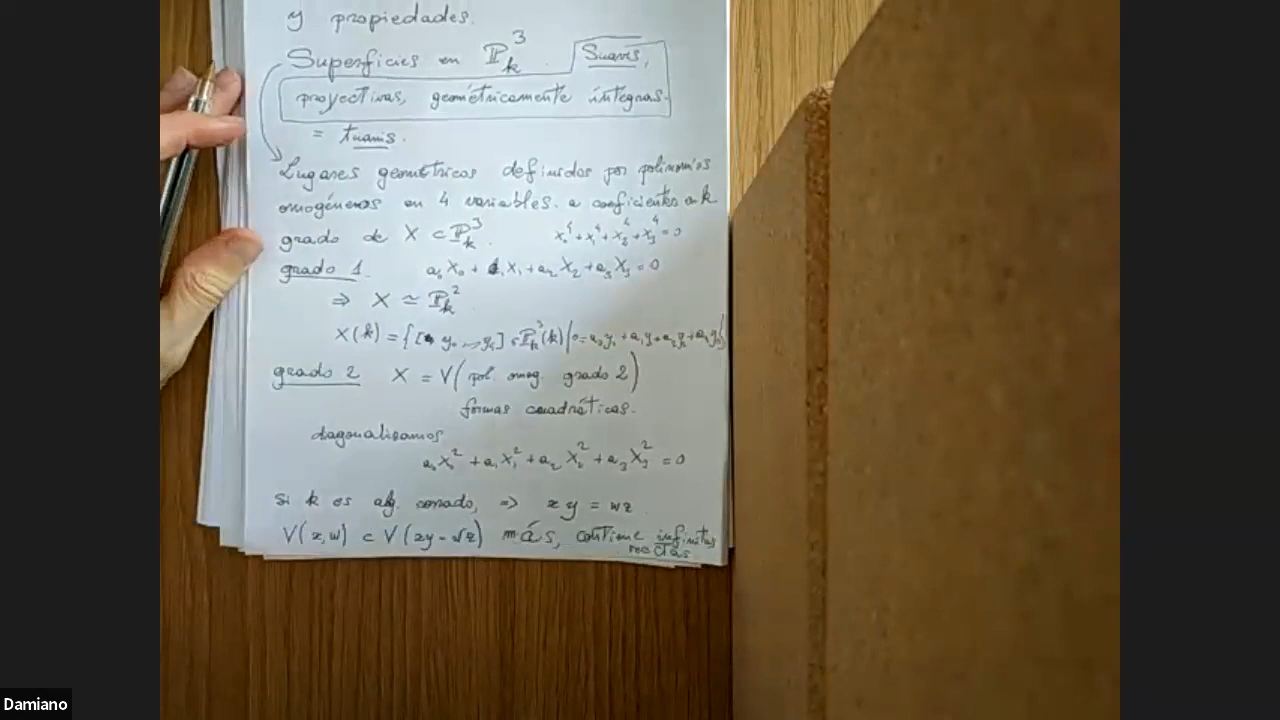 y propiedades.
Superficies en ℙ³ₖ. Suaves,
proyectivas, geométricamente íntegras.
= tuanis.
Lugares geométricos definidos por polinomios
omogéneros en 4 variables. a coeficientes en k
grado de X ⊂ ℙ³ₖ. x₀⁴ + x₁⁴ + x₂⁴ + x₃⁴ = 0
grado 1. a₀X₀ + a₁X₁ + a₂X₂ + a₃X₃ = 0
⇒ X ≃ ℙ²ₖ
X(k) = {[y₀, ..., y₃] ∈ ℙ³ₖ(k) | 0 = a₀y₀ + a₁y₁ + a₂y₂ + a₃y₃}
grado 2 X = V(pol. omog. grado 2)
formas cuadráticas.
diagonalizamos
a₀X₀² + a₁X₁² + a₂X₂² + a₃X₃² = 0
si k es alg. cerrado, ⇒ xy = wz
V(x,w) ⊂ V(xy - wz) más, contiene infinitas
rectas
Damiano